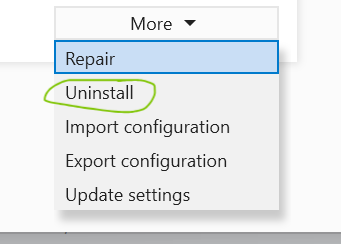 More
Repair
Uninstall
Import configuration
Export configuration
Update settings